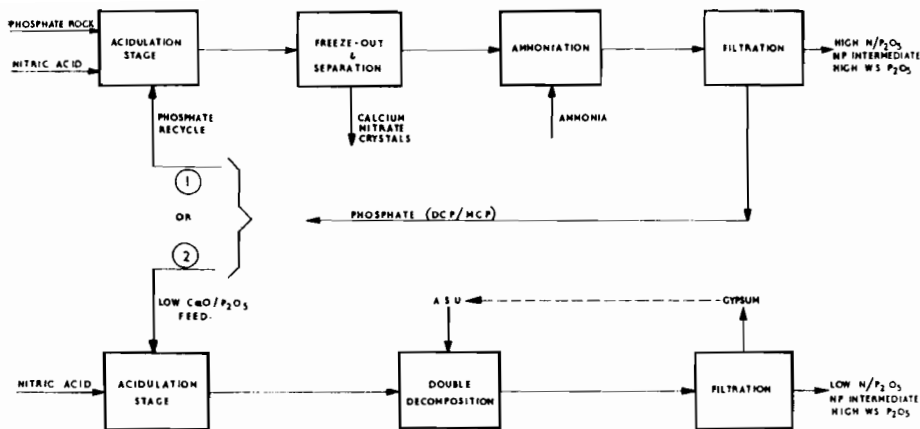 PHOSPHATE ROCK
NITRIC ACID
ACIDULATION
STAGE
FREEZE-OUT
&
SEPARATION
AMMONIATION
FILTRATION
HIGH N/P₂O₅
NP INTERMEDIATE
HIGH WS P₂O₅
PHOSPHATE
RECYCLE
CALCIUM
NITRATE
CRYSTALS
AMMONIA
1
OR
2
PHOSPHATE (DCP/MCP)
LOW CaO/P₂O₅
FEED.
ASU
GYPSUM
NITRIC ACID
ACIDULATION
STAGE
DOUBLE
DECOMPOSITION
FILTRATION
LOW N/P₂O₅
NP INTERMEDIATE
HIGH WS P₂O₅